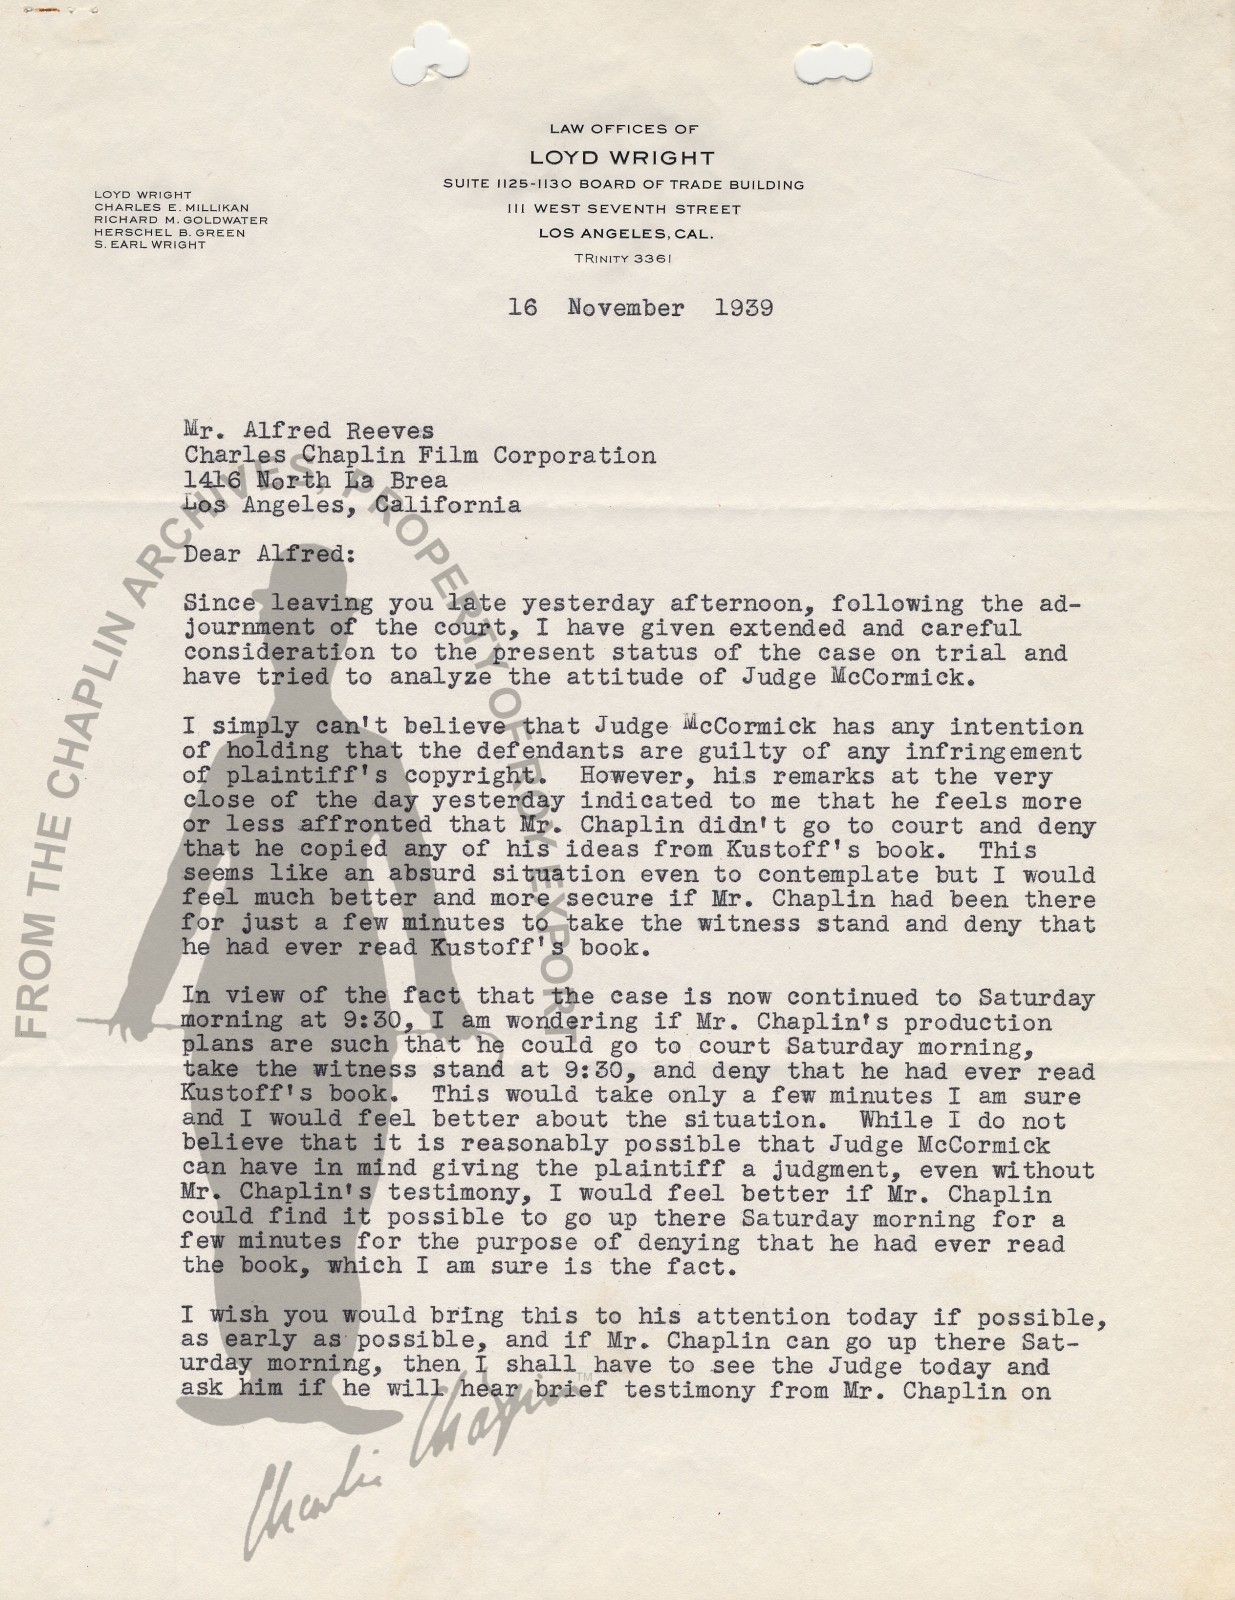 LAW OFFICES OF
LOYD WRIGHT
SUITE 1125-1130 BOARD OF TRADE BUILDING
111 WEST SEVENTH STREET
LOS ANGELES, CAL.
TRINITY 3361
LOYD WRIGHT
CHARLES E. MILLIKAN
RICHARD M. GOLDWATER
HERSCHEL B. GREEN
S. EARL WRIGHT
16 November 1939
Mr. Alfred Reeves
Charles Chaplin Film Corporation
1416 North La Brea
Los Angeles, California
Dear Alfred:
Since leaving you late yesterday afternoon, following the ad-
journment of the court, I have given extended and careful
consideration to the present status of the case on trial and
have tried to analyze the attitude of Judge McCormick.
I simply can't believe that Judge McCormick has any intention
of holding that the defendants are guilty of any infringement
of plaintiff's copyright. However, his remarks at the very
close of the day yesterday indicated to me that he feels more
or less affronted that Mr. Chaplin didn't go to court and deny
that he copied any of his ideas from Kustoff's book. This
seems like an absurd situation even to contemplate but I would
feel much better and more secure if Mr. Chaplin had been there
for just a few minutes to take the witness stand and deny that
he had ever read Kustoff's book.
In view of the fact that the case is now continued to Saturday
morning at 9:30, I am wondering if Mr. Chaplin's production
plans are such that he could go to court Saturday morning,
take the witness stand at 9:30, and deny that he had ever read
Kustoff's book. This would take only a few minutes I am sure
and I would feel better about the situation. While I do not
believe that it is reasonably possible that Judge McCormick
can have in mind giving the plaintiff a judgment, even without
Mr. Chaplin's testimony, I would feel better if Mr. Chaplin
could find it possible to go up there Saturday morning for a
few minutes for the purpose of denying that he had ever read
the book, which I am sure is the fact.
I wish you would bring this to his attention today if possible,
as early as possible, and if Mr. Chaplin can go up there Sat-
urday morning, then I shall have to see the Judge today and
ask him if he will hear brief testimony from Mr. Chaplin on
FROM THE CHAPLIN ARCHIVES, PROPERTY OF ROY EXPORT
Charlie Chaplin TM